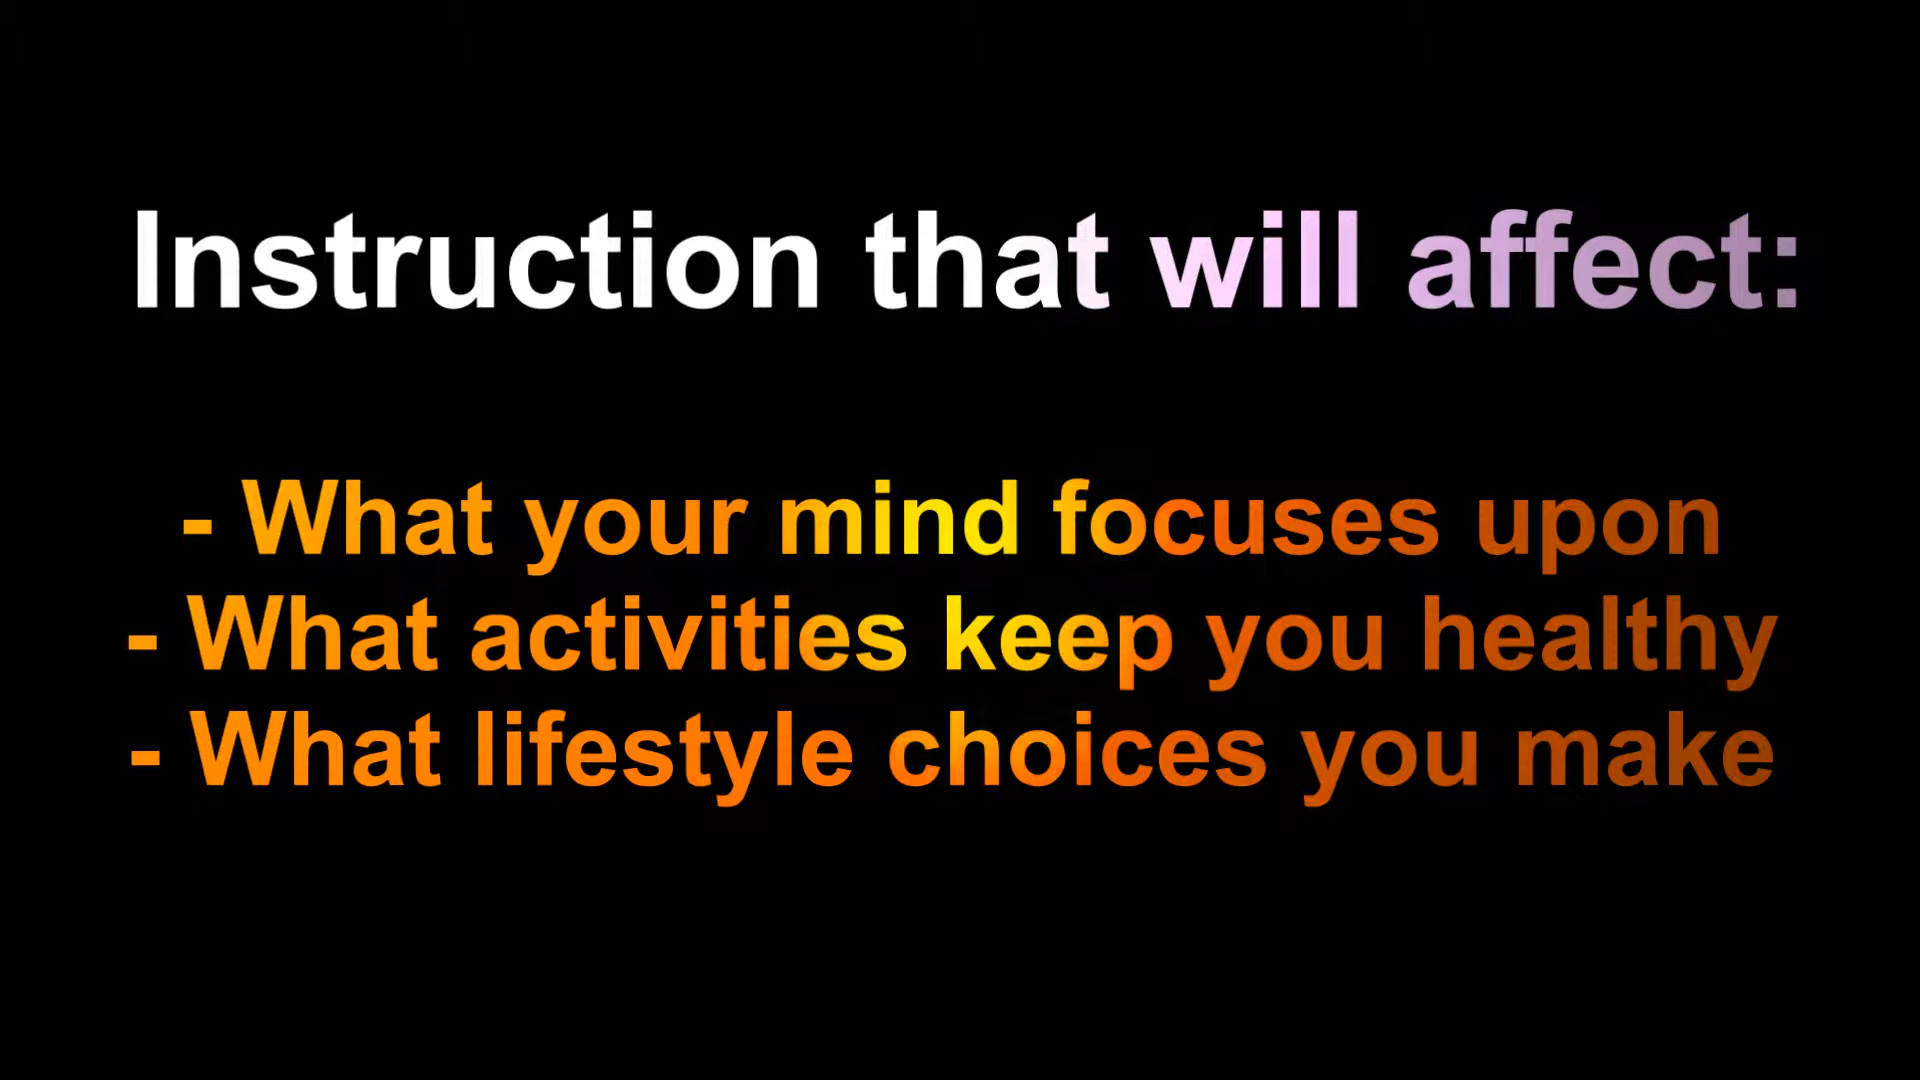 Instruction that will affect:
- What your mind focuses upon
- What activities keep you healthy
- What lifestyle choices you make